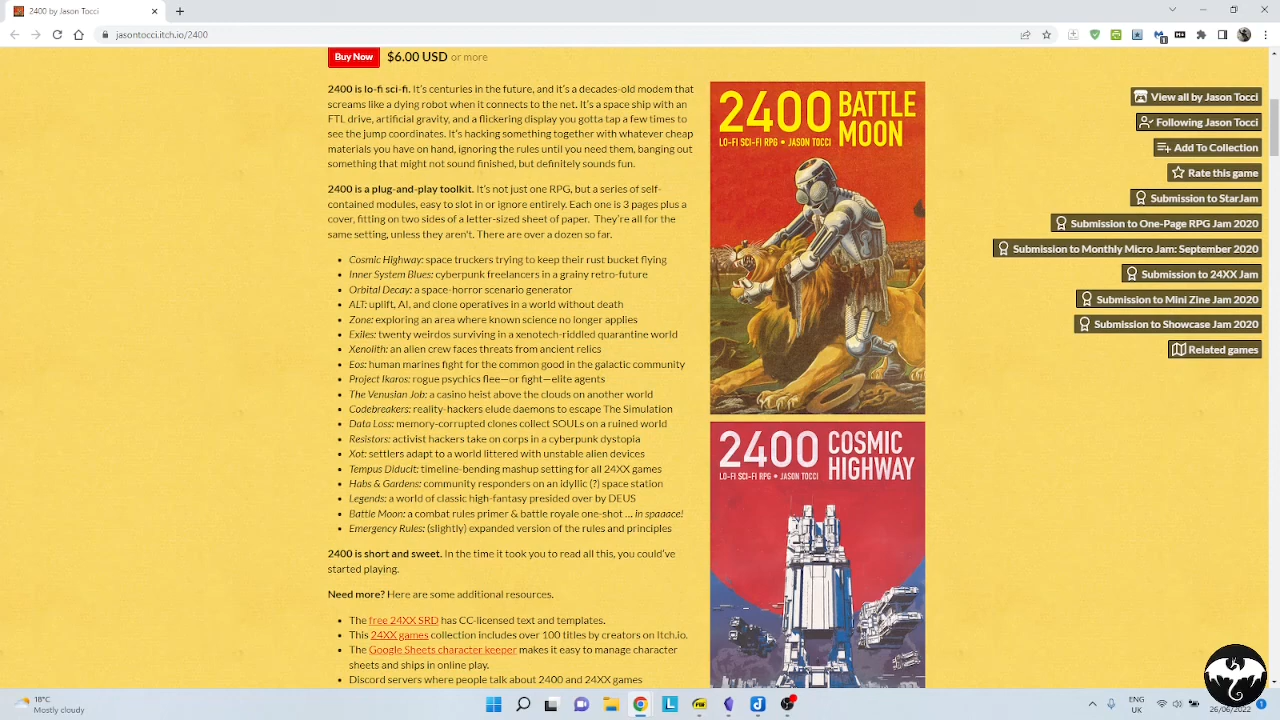 2400 by Jason Tocci
jasontocci.itch.io/2400
Buy Now $6.00 USD or more
2400 is lo-fi sci-fi. It's centuries in the future, and it's a decades-old modem that
screams like a dying robot when it connects to the net. It's a space ship with an
FTL drive, artificial gravity, and a flickering display you gotta tap a few times to
see the jump coordinates. It's hacking something together with whatever cheap
materials you have on hand, ignoring the rules until you need them, banging out
something that might not sound finished, but definitely sounds fun.
2400 is a plug-and-play toolkit. It's not just one RPG, but a series of self-
contained modules, easy to slot in or ignore entirely. Each one is 3 pages plus a
cover, fitting on two sides of a letter-sized sheet of paper. They're all for the
same setting, unless they aren't. There are over a dozen so far.
• Cosmic Highway: space truckers trying to keep their rust bucket flying
• Inner System Blues: cyberpunk freelancers in a grainy retro-future
• Orbital Decay: a space-horror scenario generator
• ALT: uplift, AI, and clone operatives in a world without death
• Zone: exploring an area where known science no longer applies
• Exiles: twenty weirdos surviving in a xenotech-riddled quarantine world
• Xenolith: an alien crew faces threats from ancient relics
• Eos: human marines fight for the common good in the galactic community
• Project Ikaros: rogue psychics flee—or fight—elite agents
• The Venusian Job: a casino heist above the clouds on another world
• Codebreakers: reality-hackers elude daemons to escape The Simulation
• Data Loss: memory-corrupted clones collect SOULs on a ruined world
• Resistors: activist hackers take on corps in a cyberpunk dystopia
• Xot: settlers adapt to a world littered with unstable alien devices
• Tempus Diducit: timeline-bending mashup setting for all 24XX games
• Habs & Gardens: community responders on an idyllic (?) space station
• Legends: a world of classic high-fantasy presided over by DEUS
• Battle Moon: a combat rules primer & battle royale one-shot ... in spaaace!
• Emergency Rules: (slightly) expanded version of the rules and principles
2400 is short and sweet. In the time it took you to read all this, you could've
started playing.
Need more? Here are some additional resources.
• The free 24XX SRD has CC-licensed text and templates.
• This 24XX games collection includes over 100 titles by creators on Itch.io.
• The Google Sheets character keeper makes it easy to manage character
sheets and ships in online play.
• Discord servers where people talk about 2400 and 24XX games
2400 BATTLE
MOON
LO-FI SCI-FI RPG • JASON TOCCI
2400 COSMIC
HIGHWAY
LO-FI SCI-FI RPG • JASON TOCCI
View all by Jason Tocci
Following Jason Tocci
Add To Collection
Rate this game
Submission to StarJam
Submission to One-Page RPG Jam 2020
Submission to Monthly Micro Jam: September 2020
Submission to 24XX Jam
Submission to Mini Zine Jam 2020
Submission to Showcase Jam 2020
Related games
18°C
Mostly cloudy
ENG
UK
26/06/2022